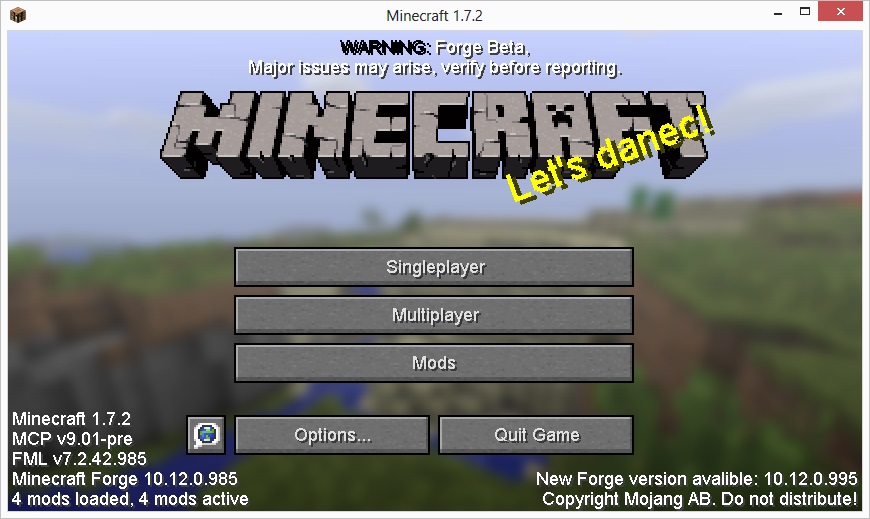 Minecraft 1.7.2
WARNING: Forge Beta,
Major issues may arise, verify before reporting.
MINECRAFT
Let's danec!
Singleplayer
Multiplayer
Mods
Options...
Quit Game
Minecraft 1.7.2
MCP v9.01-pre
FML v7.2.42.985
Minecraft Forge 10.12.0.985
4 mods loaded, 4 mods active
New Forge version avalible: 10.12.0.995
Copyright Mojang AB. Do not distribute!